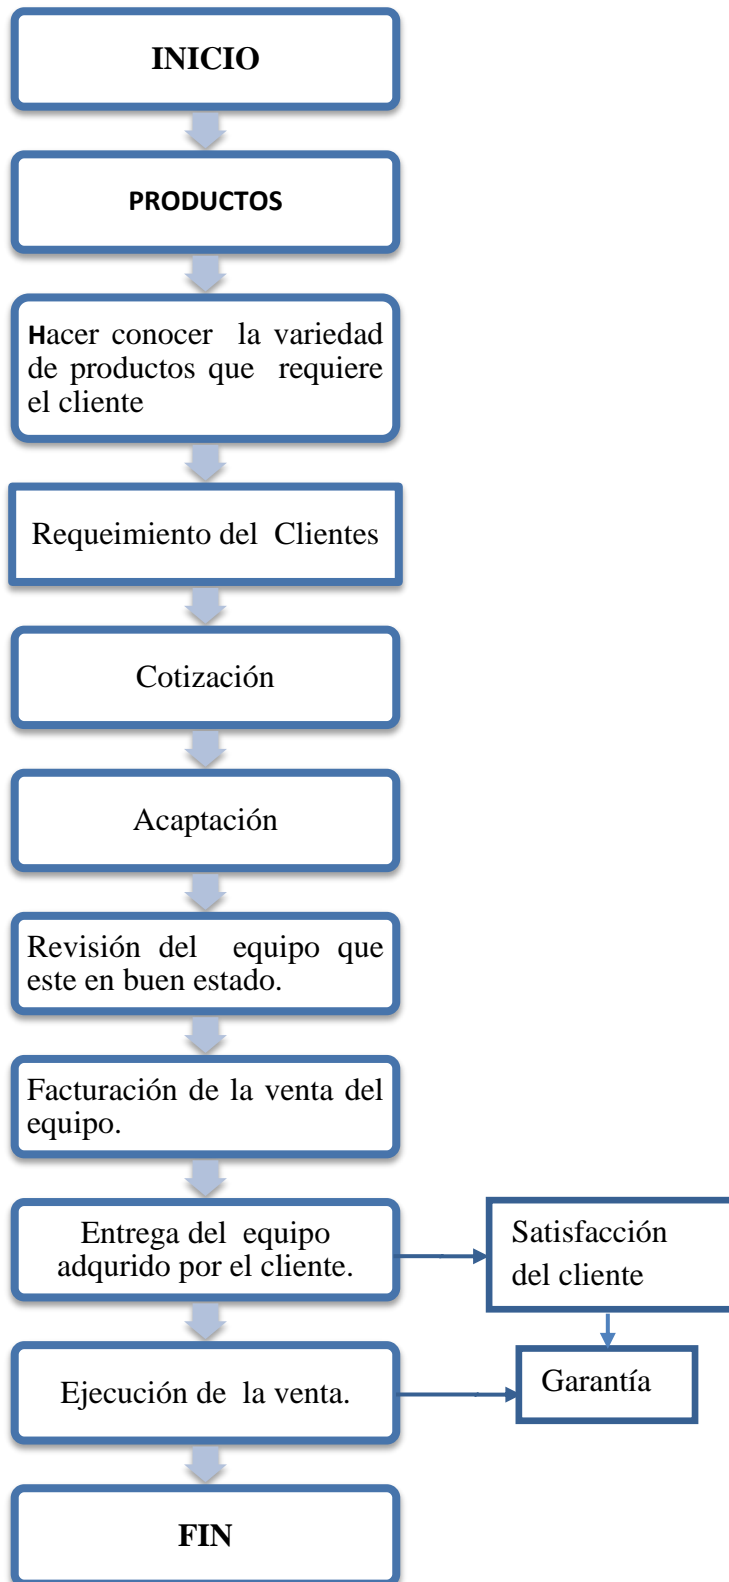 INICIO
PRODUCTOS
Hacer conocer la variedad
de productos que requiere
el cliente
Requeimiento del Clientes
Cotización
Acaptación
Revisión del equipo que
este en buen estado.
Facturación de la venta del
equipo.
Entrega del equipo
adqurido por el cliente.
Satisfacción
del cliente
Ejecución de la venta.
Garantía
FIN